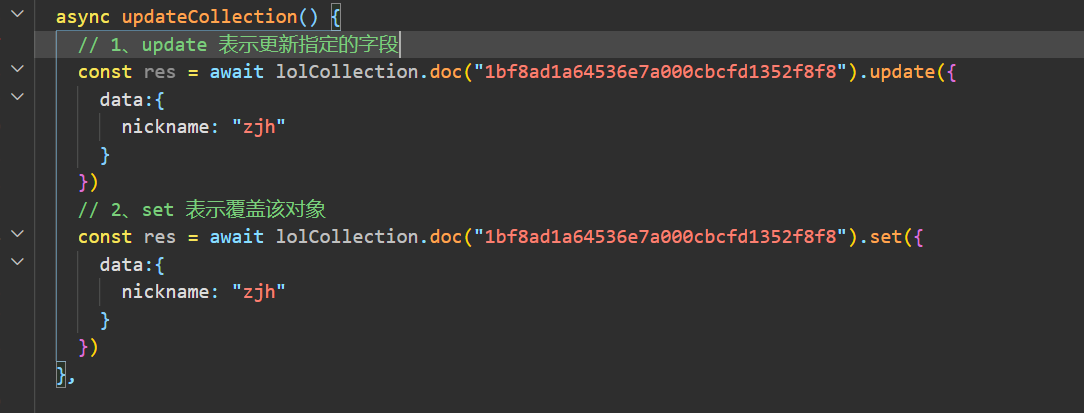 async updateCollection() {
// 1、update 表示更新指定的字段
const res = await lolCollection.doc("1bf8ad1a64536e7a000cbcfd1352f8f8").update({
data:{
nickname: "zjh"
}
})
// 2、set 表示覆盖该对象
const res = await lolCollection.doc("1bf8ad1a64536e7a000cbcfd1352f8f8").set({
data:{
nickname: "zjh"
}
})
},